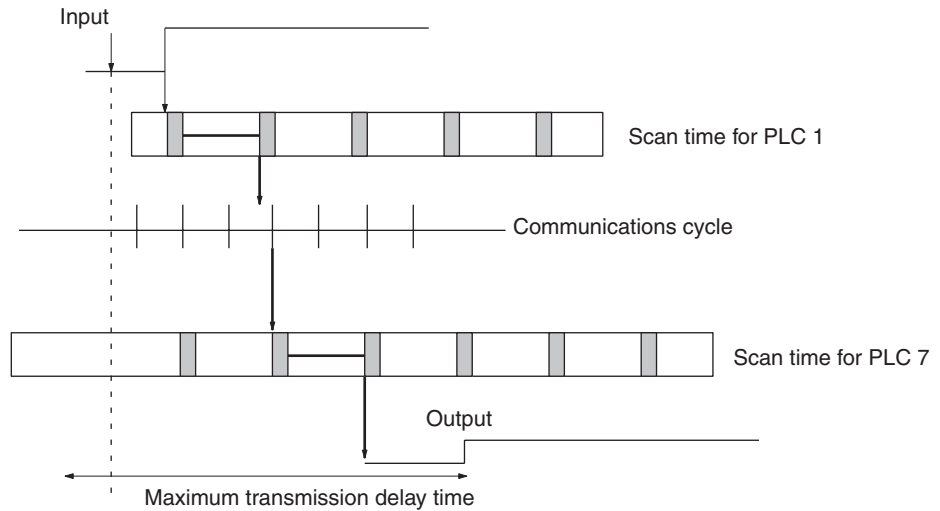 Input
Scan time for PLC 1
Communications cycle
Scan time for PLC 7
Output
Maximum transmission delay time